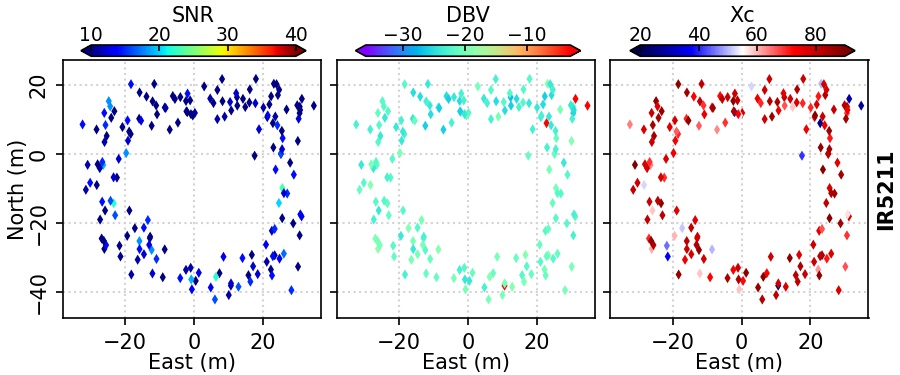 SNR DBV Xc
10 20 30 40 −30 −20 −10 20 40 60 80
20
0
−20
−40
North (m)
IR5211
−20 0 20 −20 0 20 −20 0 20
East (m) East (m) East (m)